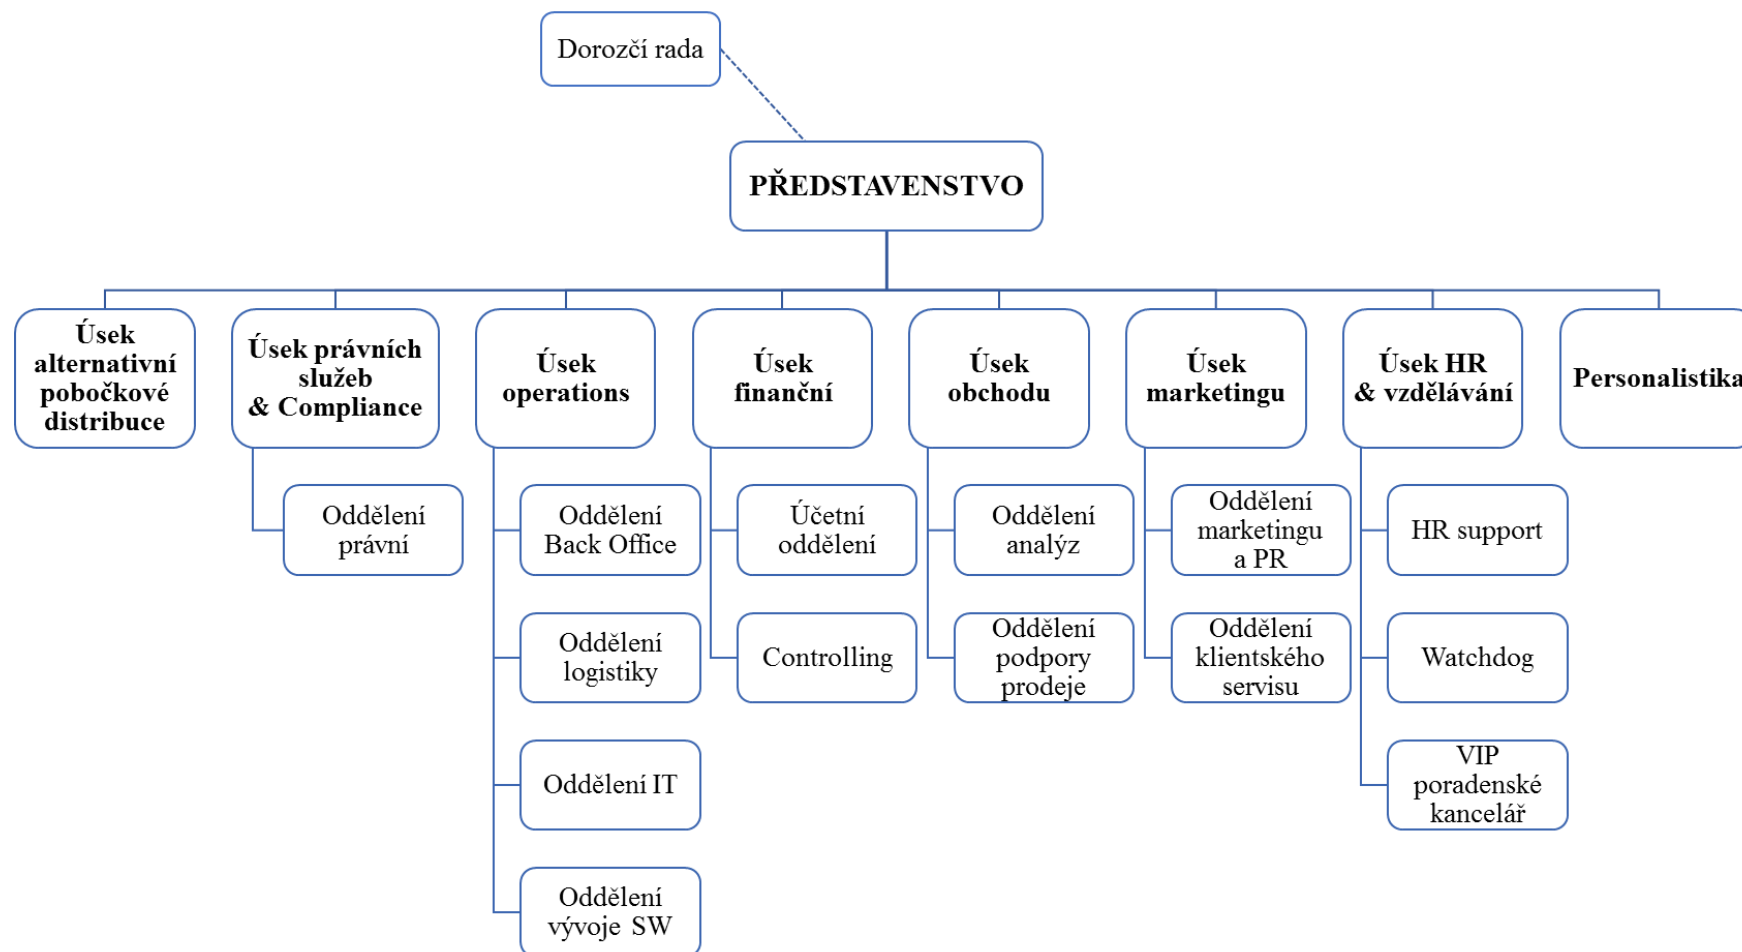 Dorozčí rada
PŘEDSTAVENSTVO
Úsek
alternativní
pobočkové
distribuce
Úsek právních
služeb
& Compliance
Úsek
operations
Úsek
finanční
Úsek
obchodu
Úsek
marketingu
Úsek HR
& vzdělávání
Personalistika
Oddělení
právní
Oddělení
Back Office
Účetní
oddělení
Oddělení
analýz
Oddělení
marketingu
a PR
HR support
Oddělení
logistiky
Controlling
Oddělení
podpory
prodeje
Oddělení
klientského
servisu
Watchdog
Oddělení IT
VIP
poradenské
kancelář
Oddělení
vývoje SW